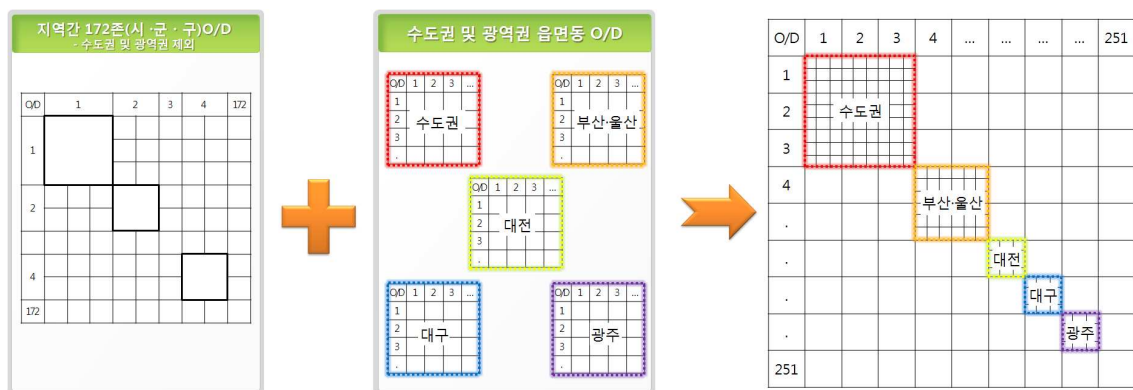 지역간 172존(시·군·구)O/D
- 수도권 및 광역권 제외
O/D 1 2 3 4 172
1
2
4
172
수도권 및 광역권 읍면동 O/D
O/D 1 2 3 ...
1
2
3
.
수도권
O/D 1 2 3 ...
1
2
3
.
부산·울산
O/D 1 2 3 ...
1
2
3
.
대전
O/D 1 2 3 ...
1
2
3
.
대구
O/D 1 2 3 ...
1
2
3
.
광주
O/D 1 2 3 4 ... ... ... ... 251
1
2 수도권
3
4
부산·울산
.
. 대전
. 대구
. 광주
251